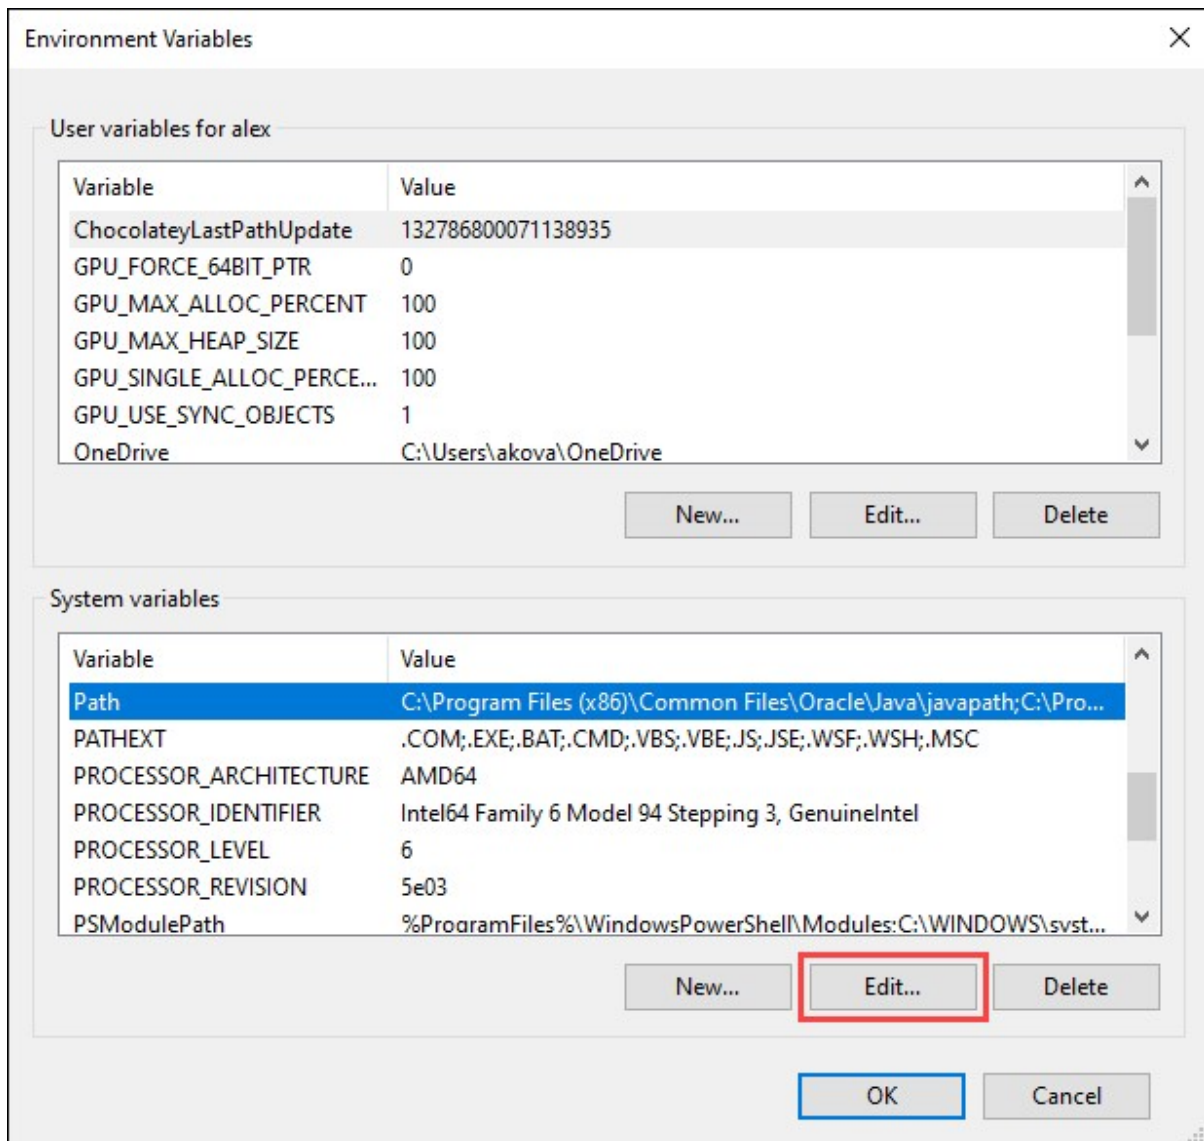 Environment Variables
User variables for alex
Variable Value
ChocolateyLastPathUpdate 132786800071138935
GPU_FORCE_64BIT_PTR 0
GPU_MAX_ALLOC_PERCENT 100
GPU_MAX_HEAP_SIZE 100
GPU_SINGLE_ALLOC_PERCE... 100
GPU_USE_SYNC_OBJECTS 1
OneDrive C:\Users\akova\OneDrive
New... Edit... Delete
System variables
Variable Value
Path C:\Program Files (x86)\Common Files\Oracle\Java\javapath;C:\Pro...
PATHEXT .COM;.EXE;.BAT;.CMD;.VBS;.VBE;.JS;.JSE;.WSF;.WSH;.MSC
PROCESSOR_ARCHITECTURE AMD64
PROCESSOR_IDENTIFIER Intel64 Family 6 Model 94 Stepping 3, GenuineIntel
PROCESSOR_LEVEL 6
PROCESSOR_REVISION 5e03
PSModulePath %ProgramFiles%\WindowsPowerShell\Modules;C:\WINDOWS\syst...
New... Edit... Delete
OK Cancel